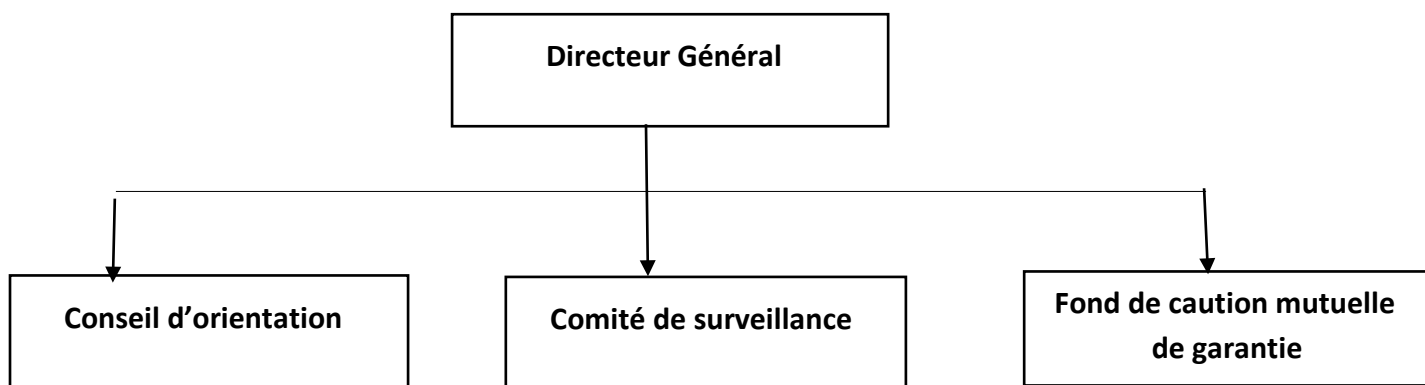 Directeur Général
Conseil d’orientation
Comité de surveillance
Fond de caution mutuelle
de garantie